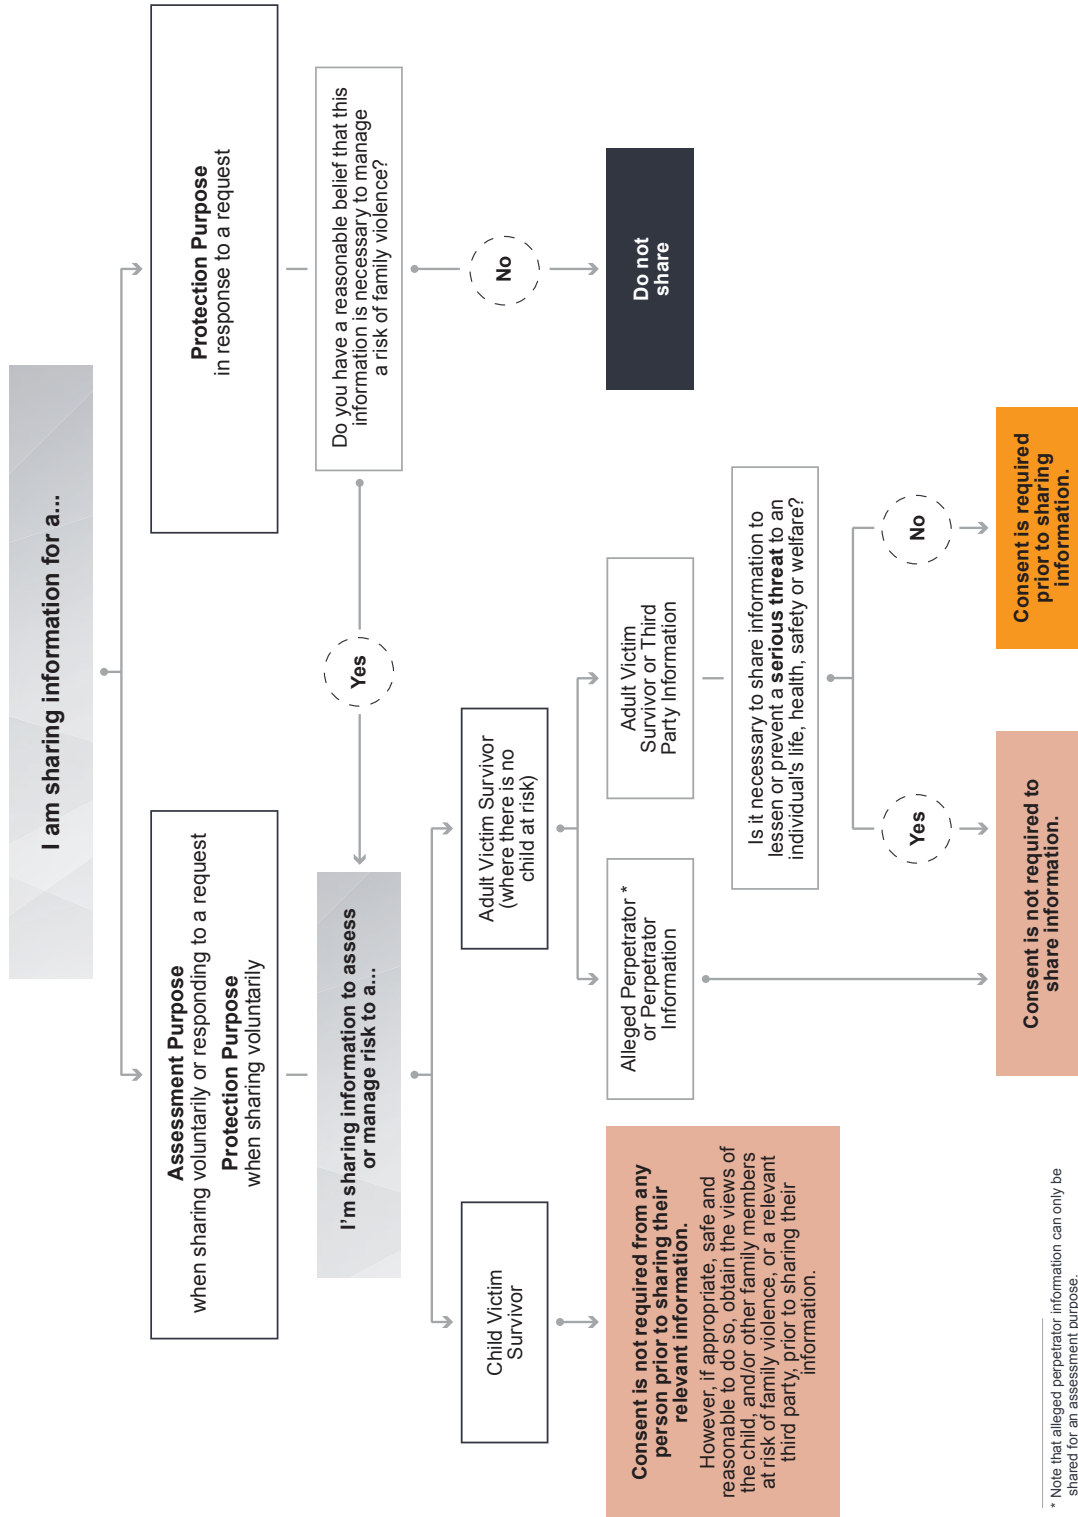 I am sharing information for a...
Assessment Purpose
when sharing voluntarily or responding to a request
Protection Purpose
when sharing voluntarily
Protection Purpose
in response to a request
I'm sharing information to assess
or manage risk to a...
Yes
Do you have a reasonable belief that this
information is necessary to manage
a risk of family violence?
No
Do not
share
Child Victim
Survivor
Adult Victim Survivor
(where there is no
child at risk)
Consent is not required from any
person prior to sharing their
relevant information.
However, if appropriate, safe and
reasonable to do so, obtain the views of
the child, and/or other family members
at risk of family violence, or a relevant
third party, prior to sharing their
information.
Alleged Perpetrator *
or Perpetrator
Information
Adult Victim
Survivor or Third
Party Information
Is it necessary to share information to
lessen or prevent a serious threat to an
individual's life, health, safety or welfare?
Yes
No
Consent is not required to
share information.
Consent is required
prior to sharing
information.
* Note that alleged perpetrator information can only be
shared for an assessment purpose.